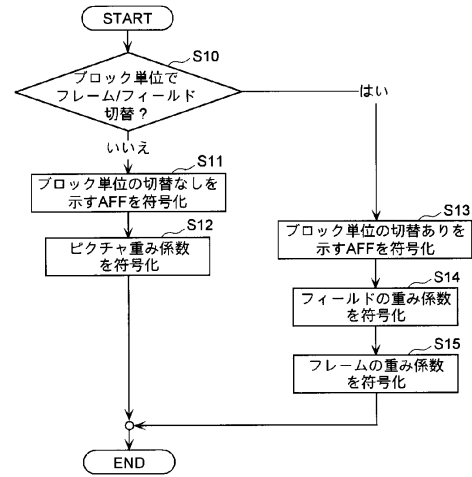 START
S10
ブロック単位で
フレーム/フィールド
切替?
はい
いいえ
S11
ブロック単位の切替なしを
示すAFFを符号化
S12
ピクチャ重み係数
を符号化
S13
ブロック単位の切替ありを
示すAFFを符号化
S14
フィールドの重み係数
を符号化
S15
フレームの重み係数
を符号化
END